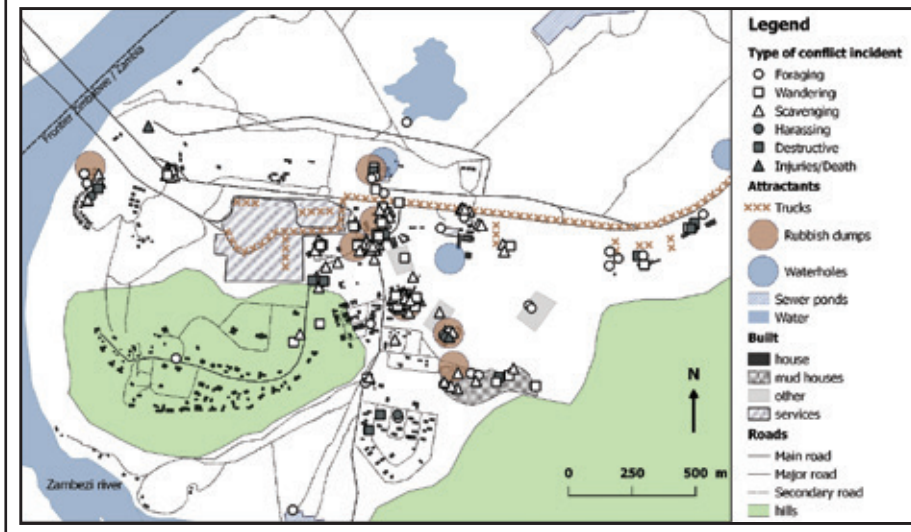 Legend
Type of conflict incident
Foraging
Wandering
Scavenging
Harassing
Destructive
Injuries/Death
Attractants
Trucks
Rubbish dumps
Waterholes
Sewer ponds
Water
Built
house
mud houses
other
services
Roads
Main road
Major road
Secondary road
hills
Frontier Zimbabwe / Zambia
Zambezi river
N
0 250 500 m